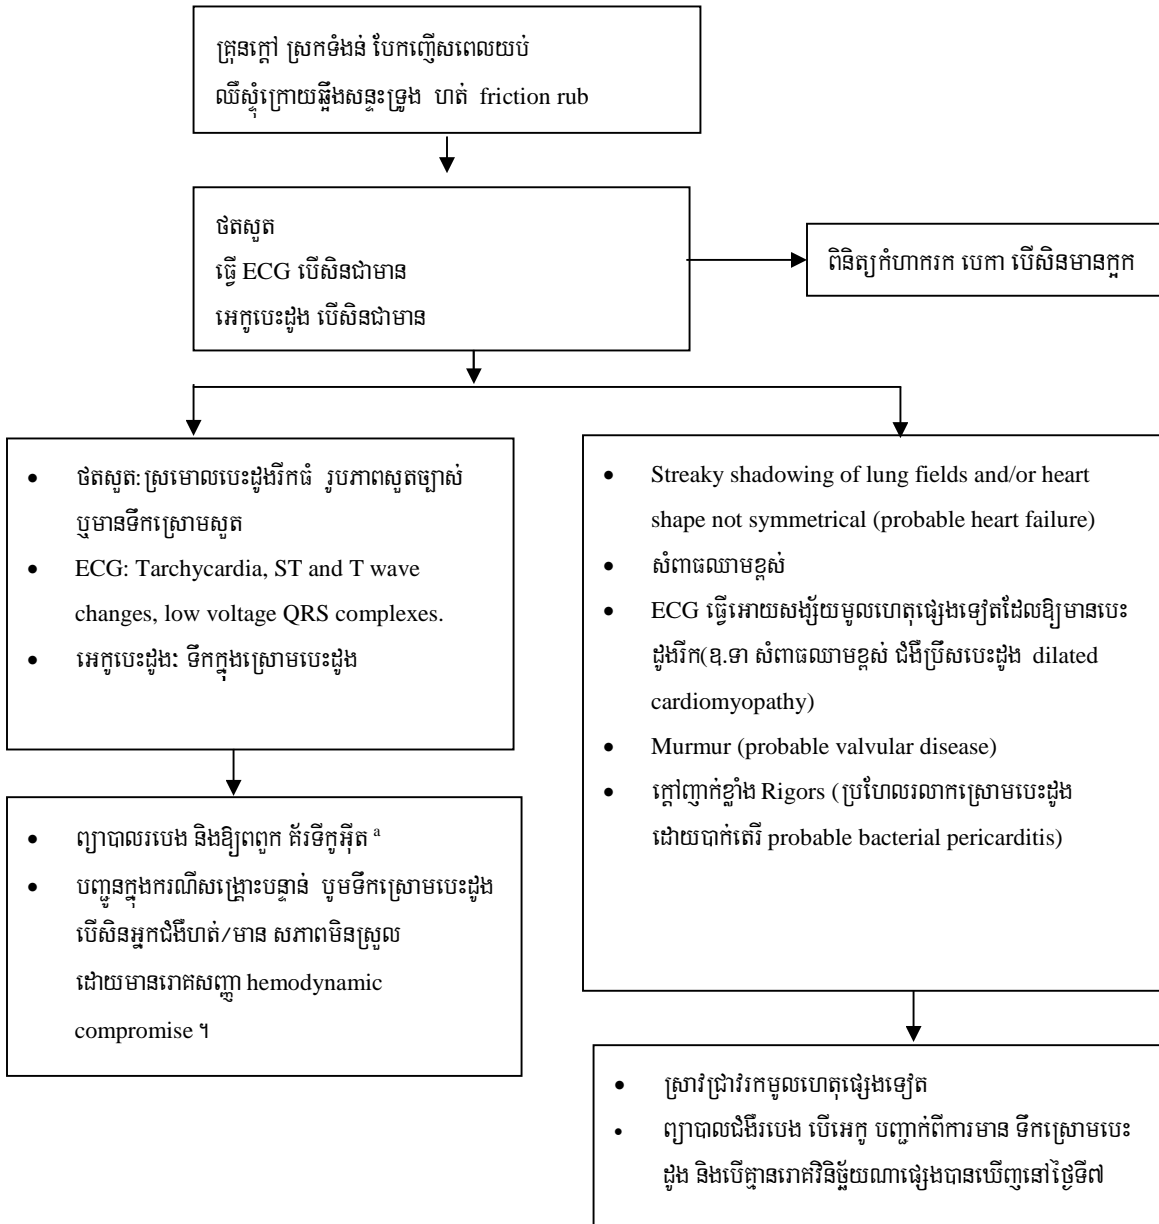 គ្រុនក្តៅ ស្រកទំងន់ បែកញើសពេលយប់
ឈឺស្ទុំក្រោយឆ្អឹងសន្ទះទ្រូង ហត់ friction rub
ថតសួត
ធ្វើ ECG បើសិនជាមាន
អេកូបេះដូង បើសិនជាមាន
ពិនិត្យកំហាករក បេកា បើសិនមានក្អក
• ថតសួត: ស្រមោលបេះដូងរីកធំ រូបភាពសួតច្បាស់
ឬមានទឹកស្រោមសួត
• ECG: Tarchycardia, ST and T wave
changes, low voltage QRS complexes.
• អេកូបេះដូង: ទឹកក្នុងស្រោមបេះដូង
• ព្យាបាលរបេង និងឱ្យពពួក គ័រទីកូអ៊ីត a
• បញ្ជូនក្នុងករណីសង្គ្រោះបន្ទាន់ បូមទឹកស្រោមបេះដូង
បើសិនអ្នកជំងឺហត់/មាន សភាពមិនស្រួល
ដោយមានរោគសញ្ញា hemodynamic
compromise ។
• Streaky shadowing of lung fields and/or heart
shape not symmetrical (probable heart failure)
• សំពាធឈាមខ្ពស់
• ECG ធ្វើអោយសង្ស័យមូលហេតុផ្សេងទៀតដែលឱ្យមានបេះ
ដូងរីក(ឧ.ទា សំពាធឈាមខ្ពស់ ជំងឺប្រឹសបេះដូង dilated
cardiomyopathy)
• Murmur (probable valvular disease)
• ក្តៅញាក់ខ្លាំង Rigors (ប្រហែលរលាកស្រោមបេះដូង
ដោយបាក់តេរី probable bacterial pericarditis)
• ស្រាវជ្រាវរកមូលហេតុផ្សេងទៀត
• ព្យាបាលជំងឺរបេង បើអេកូ បញ្ជាក់ពីការមាន ទឹកស្រោមបេះ
ដូង និងបើគ្មានរោគវិនិច្ឆ័យណាផ្សេងបានឃើញនៅថ្ងៃទី៧